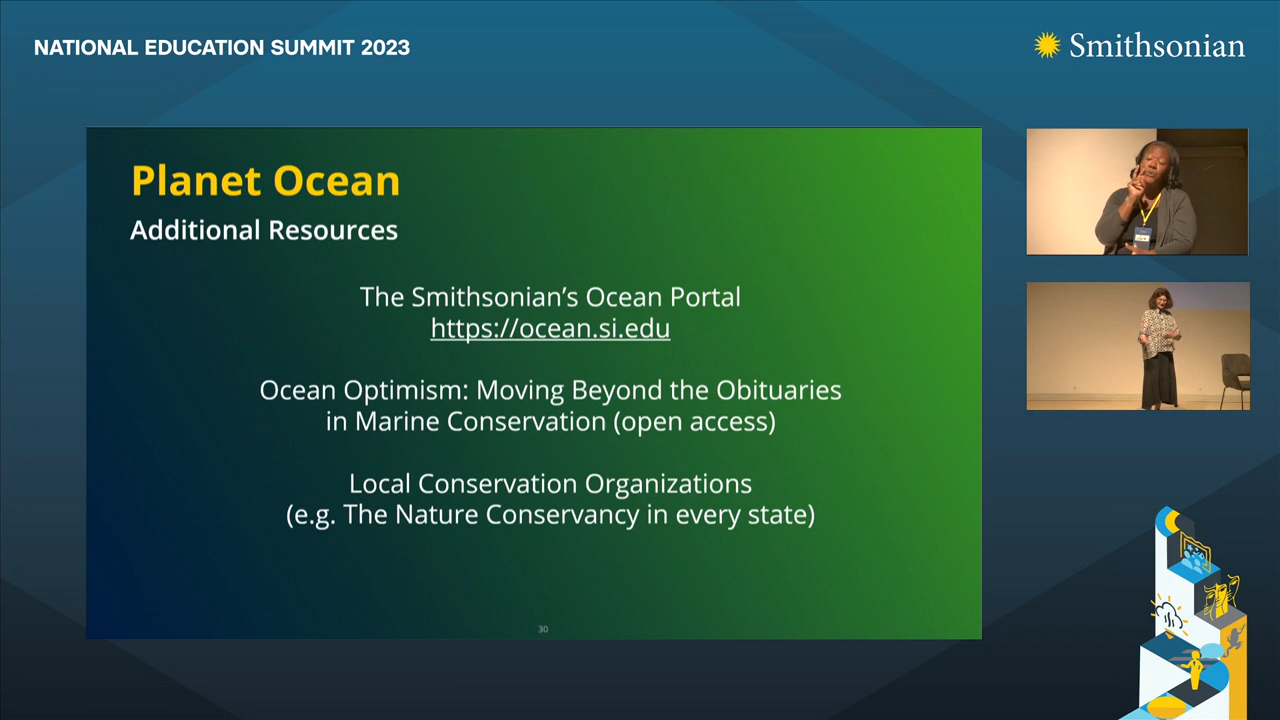 NATIONAL EDUCATION SUMMIT 2023
Smithsonian
Planet Ocean
Additional Resources
The Smithsonian’s Ocean Portal
https://ocean.si.edu
Ocean Optimism: Moving Beyond the Obituaries
in Marine Conservation (open access)
Local Conservation Organizations
(e.g. The Nature Conservancy in every state)
30